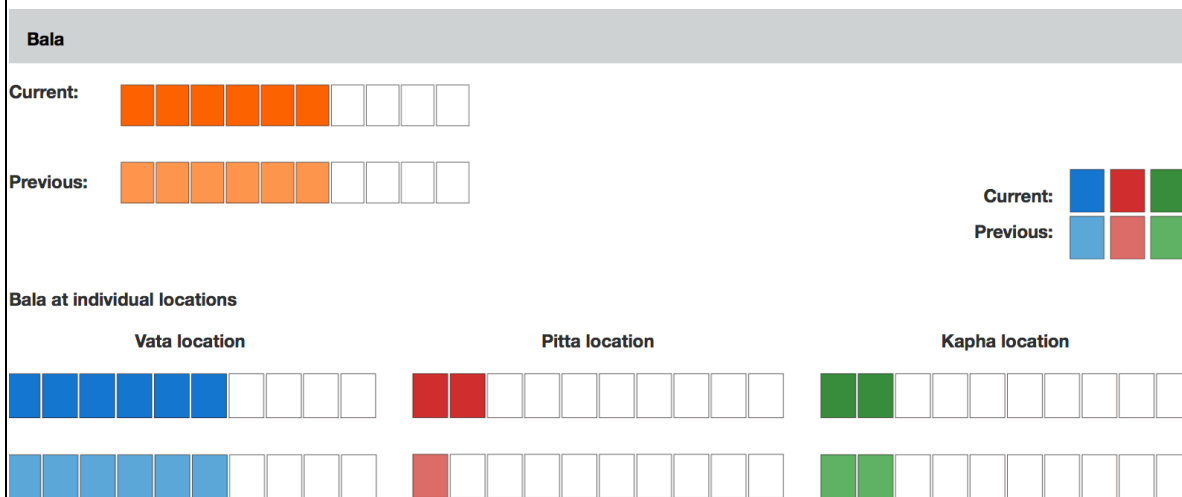 Bala
Current:
Previous:
Current:
Previous:
Bala at individual locations
Vata location
Pitta location
Kapha location